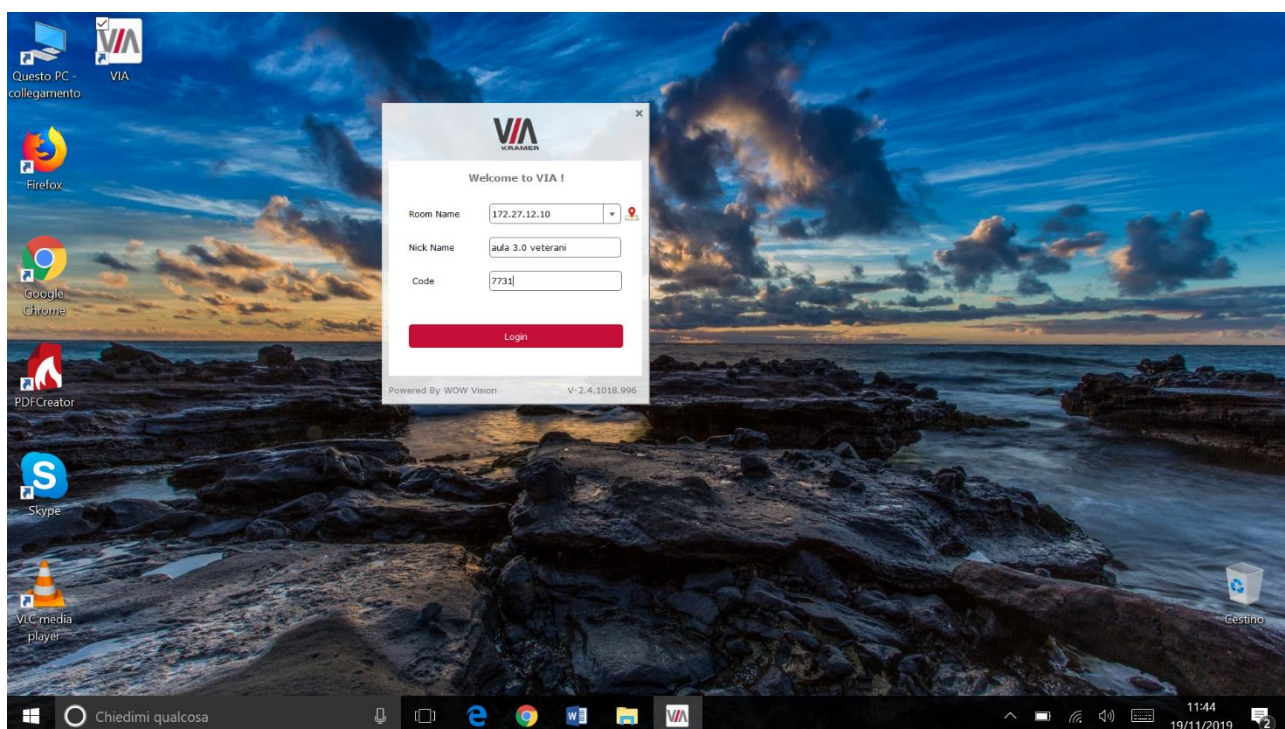 Questo PC -
collegamento
VIA
Firefox
Google
Chrome
PDFCreator
Skype
VLC media
player
VIA
KRAMER
Welcome to VIA !
Room Name
172.27.12.10
Nick Name
aula 3.0 veterani
Code
7731
Login
Powered By WOW Vision
V-2.4.1018.996
Cestino
Chiedimi qualcosa
11:44
19/11/2019
2